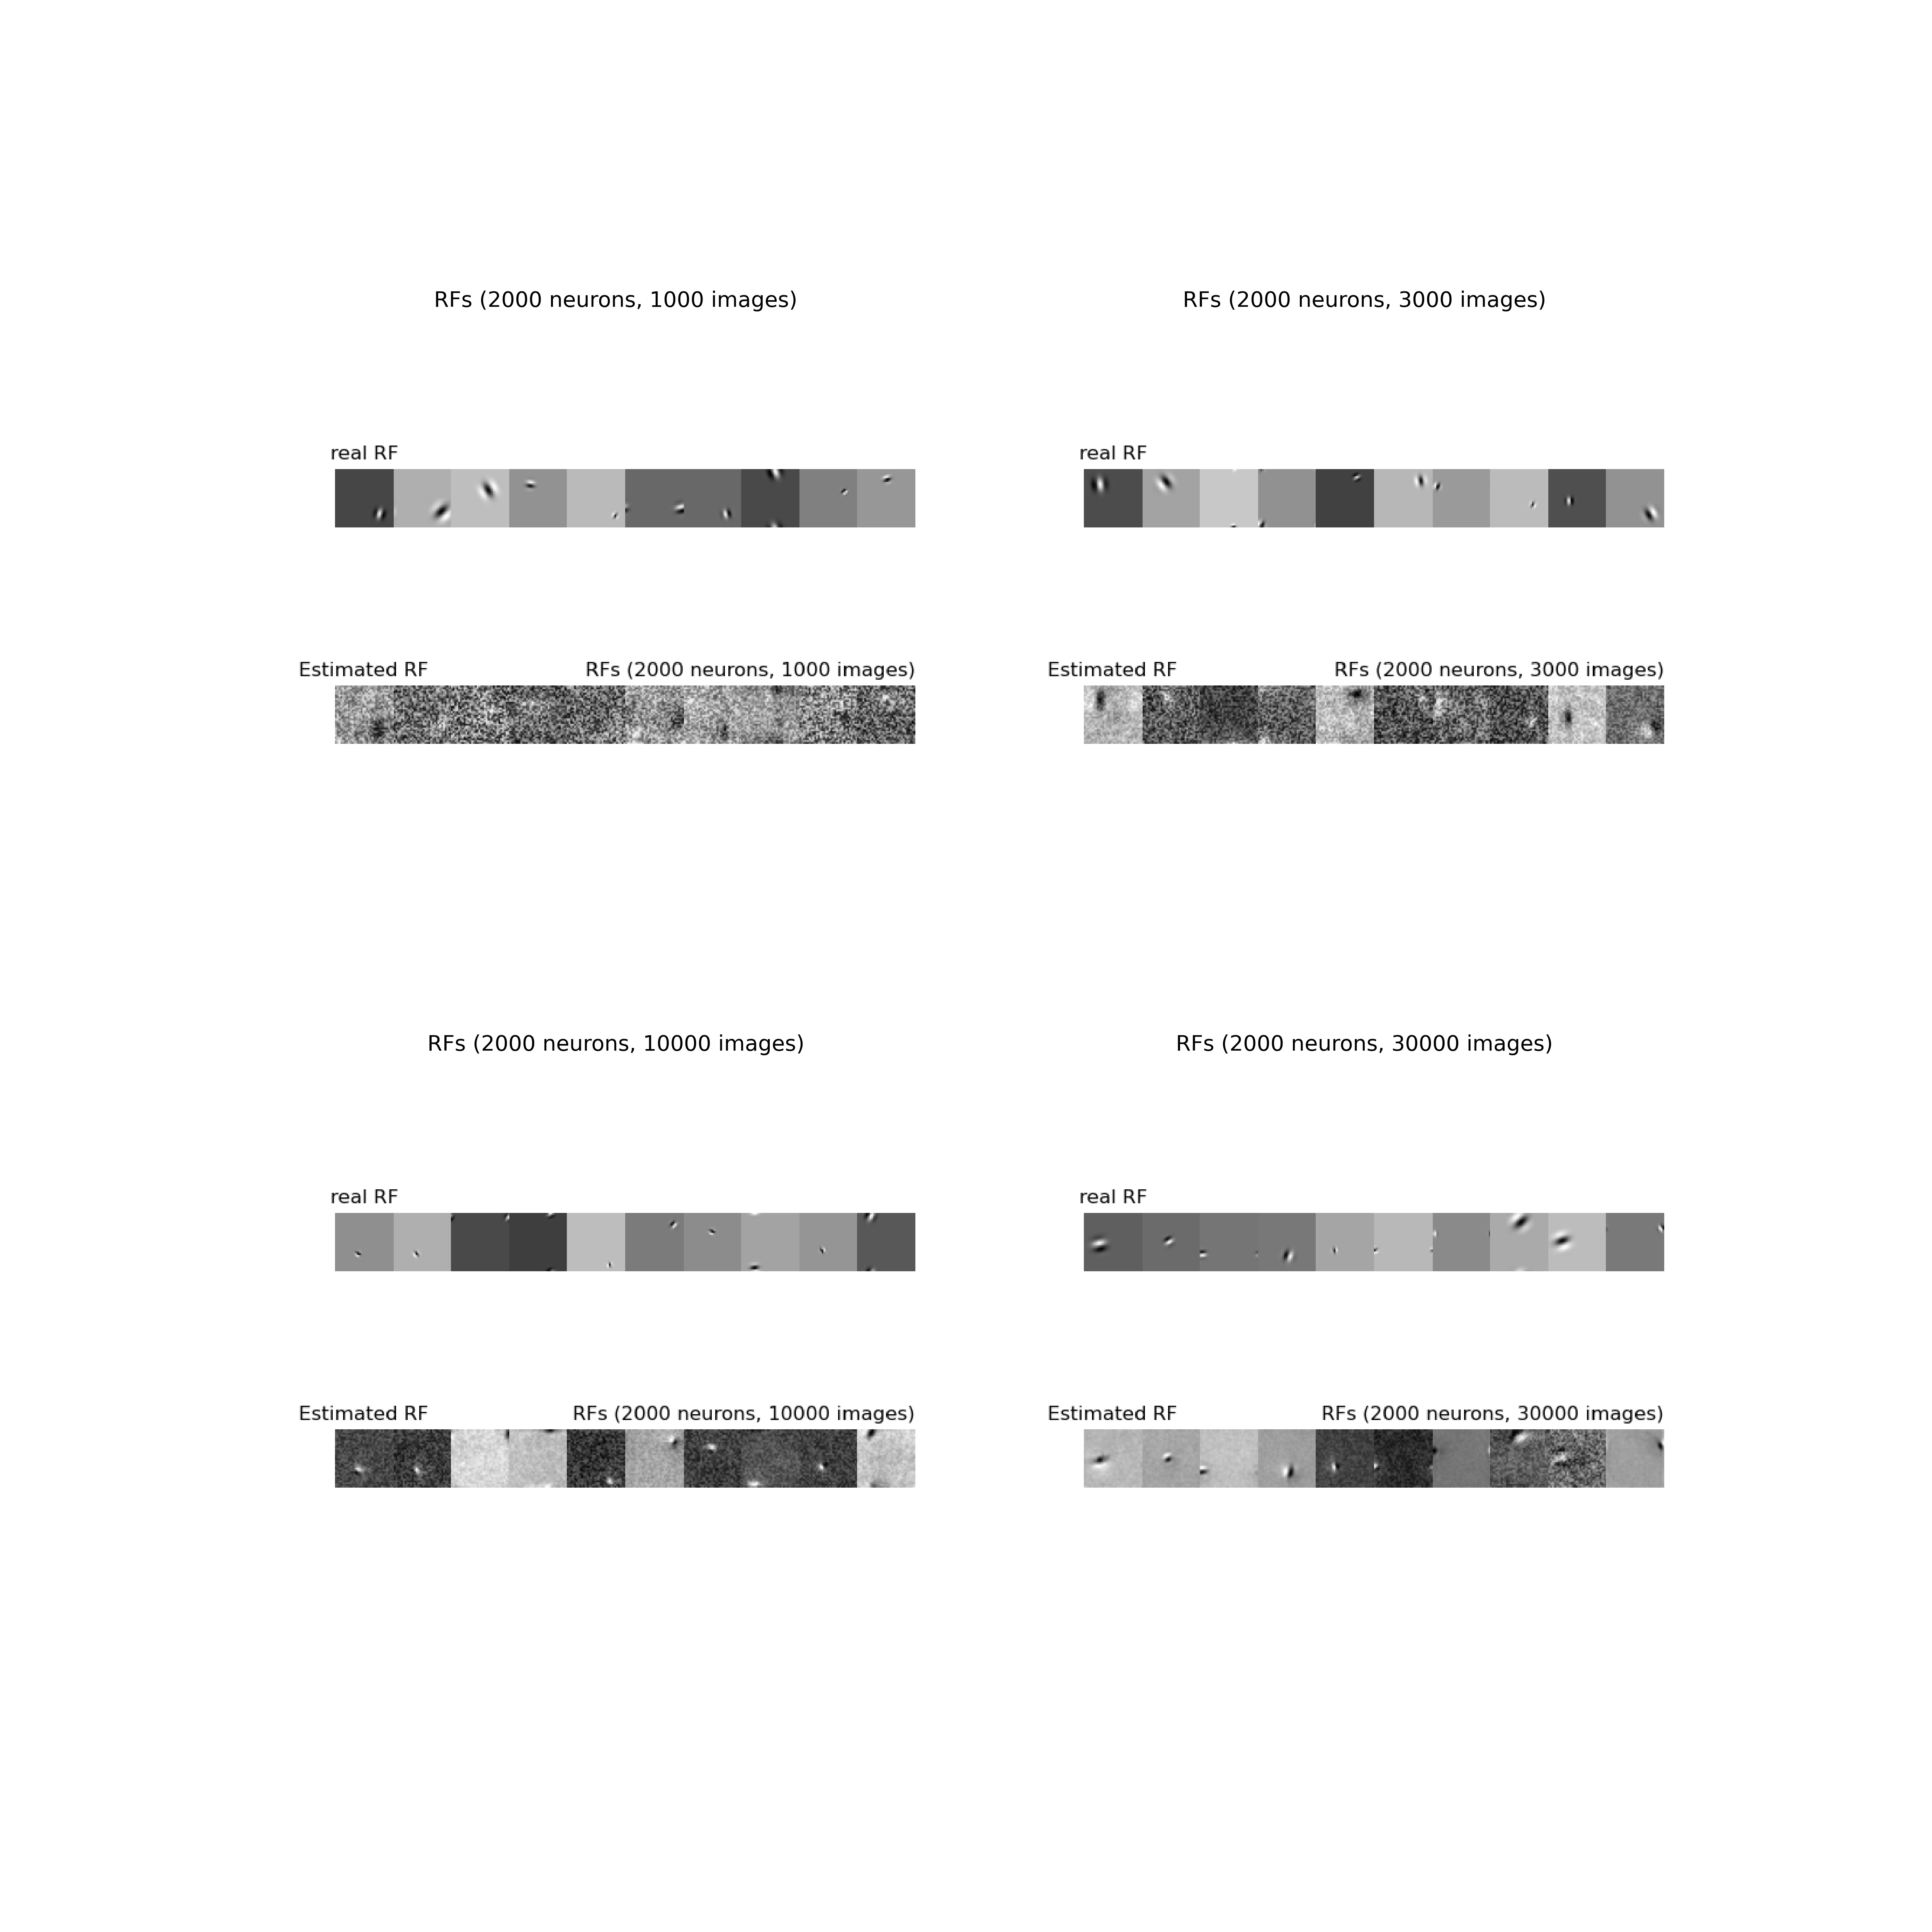 RFs (2000 neurons, 1000 images)
real RF
Estimated RF
RFs (2000 neurons, 1000 images)
RFs (2000 neurons, 3000 images)
real RF
Estimated RF
RFs (2000 neurons, 3000 images)
RFs (2000 neurons, 10000 images)
real RF
Estimated RF
RFs (2000 neurons, 10000 images)
RFs (2000 neurons, 30000 images)
real RF
Estimated RF
RFs (2000 neurons, 30000 images)